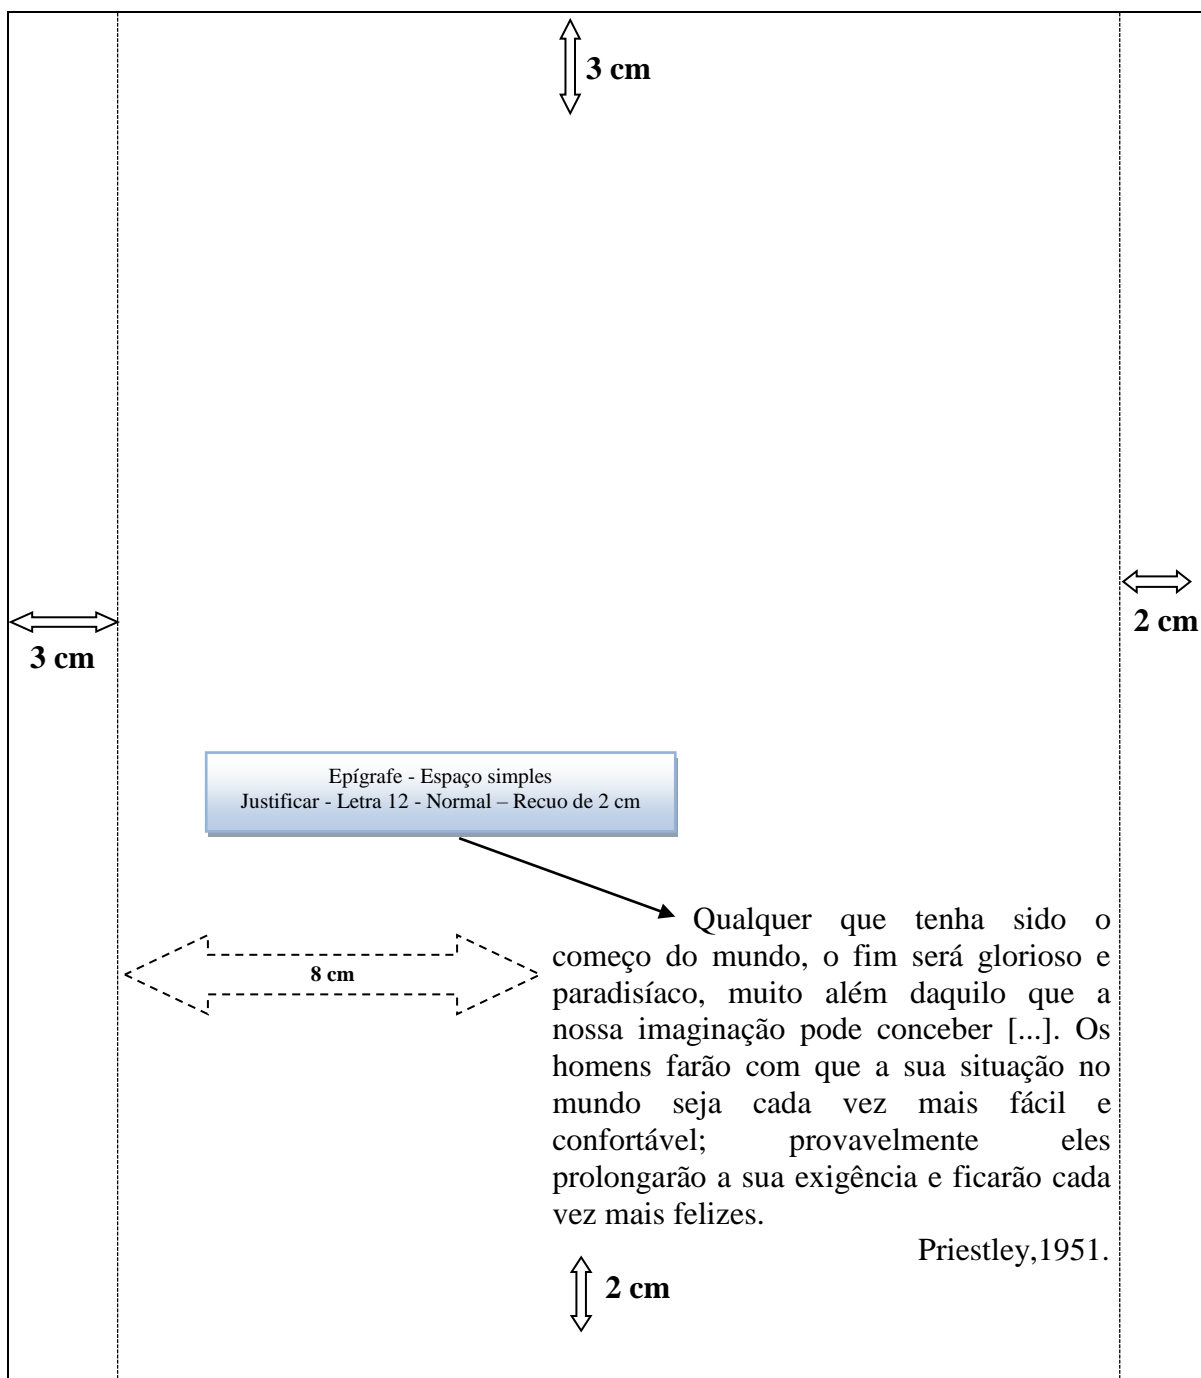 3 cm
2 cm
3 cm
Epígrafe - Espaço simples
Justificar - Letra 12 - Normal – Recuo de 2 cm
8 cm
Qualquer que tenha sido o
começo do mundo, o fim será glorioso e
paradisíaco, muito além daquilo que a
nossa imaginação pode conceber [...]. Os
homens farão com que a sua situação no
mundo seja cada vez mais fácil e
confortável; provavelmente eles
prolongarão a sua exigência e ficarão cada
vez mais felizes.
Priestley,1951.
2 cm